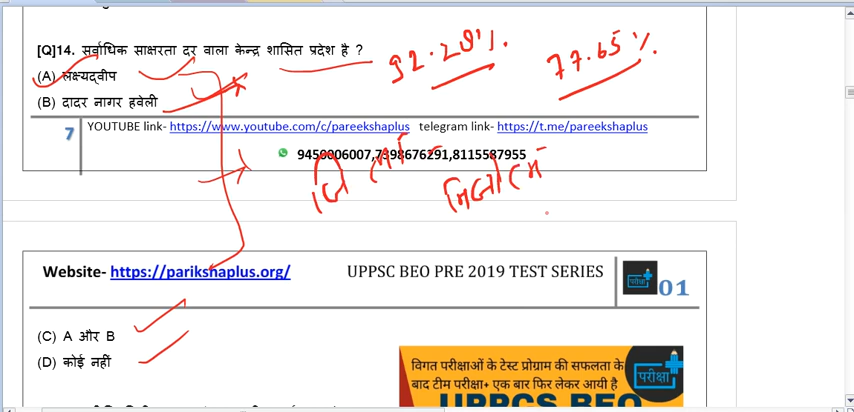 [Q]14. सर्वाधिक साक्षरता दर वाला केन्द्र शासित प्रदेश है ?
92.28%.
77.65%.
(A) लक्ष्यद्वीप
(B) दादर नागर हवेली
7
YOUTUBE link- https://www.youtube.com/c/pareekshaplus telegram link- https://t.me/pareekshaplus
9450006007,7398676291,8115587955
Website- https://parikshaplus.org/ UPPSC BEO PRE 2019 TEST SERIES
परीक्षा
01
(C) A और B
(D) कोई नहीं
विगत परीक्षाओं के टेस्ट प्रोग्राम की सफलता के
बाद टीम परीक्षा+ एक बार फिर लेकर आयी है
परीक्षा
UPPCS BEO